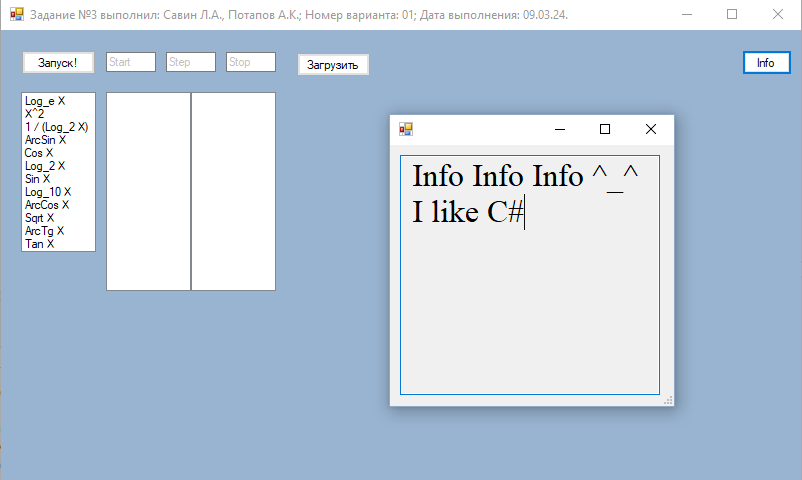 Задание №3 выполнил: Савин Л.А., Потапов А.К.; Номер варианта: 01; Дата выполнения: 09.03.24.
Запуск!
Start
Step
Stop
Загрузить
Info
Log_e X
X^2
1 / (Log_2 X)
ArcSin X
Cos X
Log_2 X
Sin X
Log_10 X
ArcCos X
Sqrt X
ArcTg X
Tan X
Info Info Info ^_^
I like C#